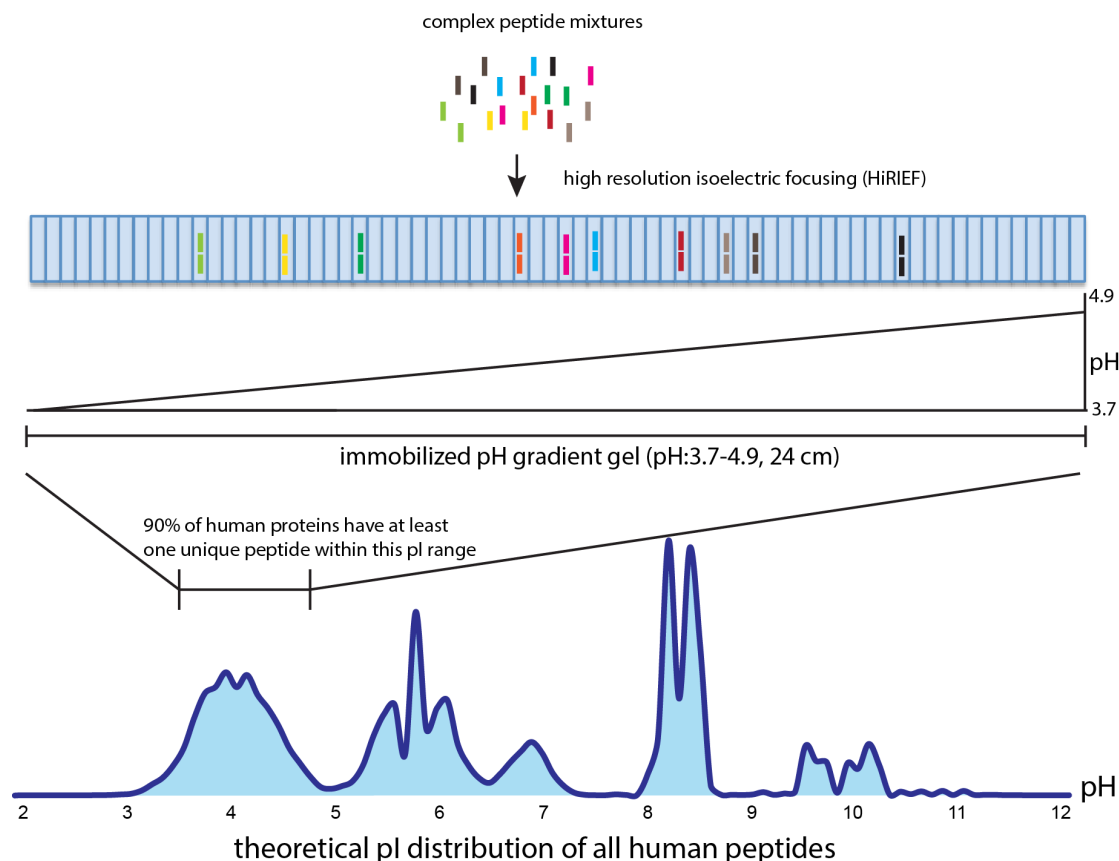 complex peptide mixtures
high resolution isoelectric focusing (HiRIEF)
4.9
pH
3.7
immobilized pH gradient gel (pH:3.7-4.9, 24 cm)
90% of human proteins have at least
one unique peptide within this pI range
pH
2 3 4 5 6 7 8 9 10 11 12
theoretical pI distribution of all human peptides